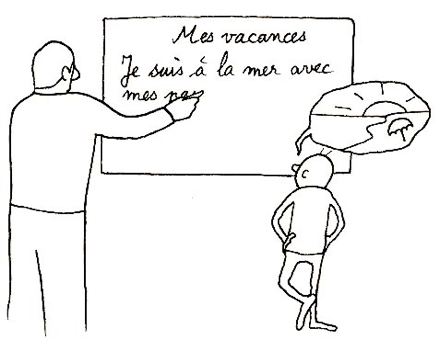 Mes vacances
Je suis à la mer avec
mes